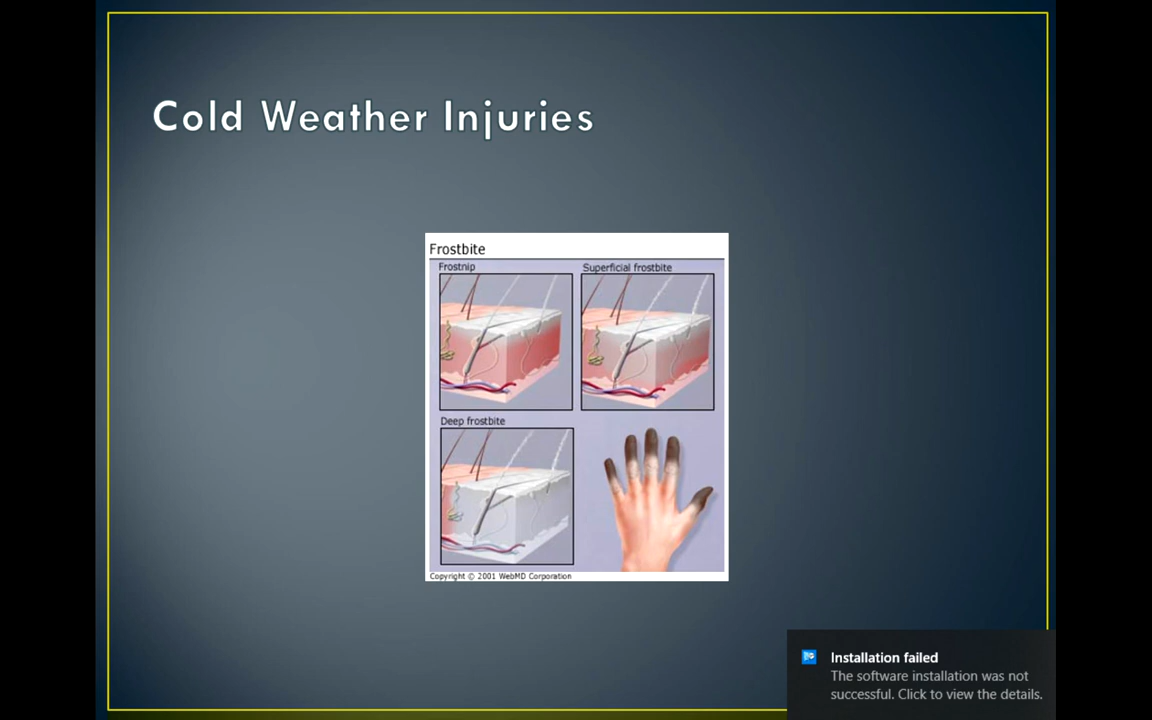 Cold Weather Injuries
Frostbite
Frostnip
Superficial frostbite
Deep frostbite
Copyright © 2001 WebMD Corporation
Installation failed
The software installation was not
successful. Click to view the details.